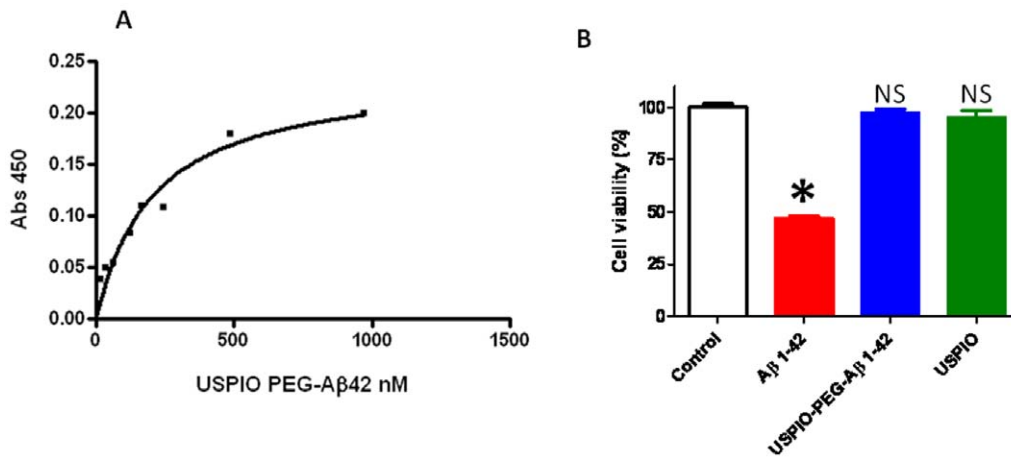 A
0.25
0.20
0.15
0.10
0.05
0.00
Abs 450
0
500
1000
1500
USPIO PEG-Aβ42 nM
B
100
75
50
25
0
Cell viability (%)
*
NS
NS
Control
Aβ 1-42
USPIO-PEG-Aβ 1-42
USPIO